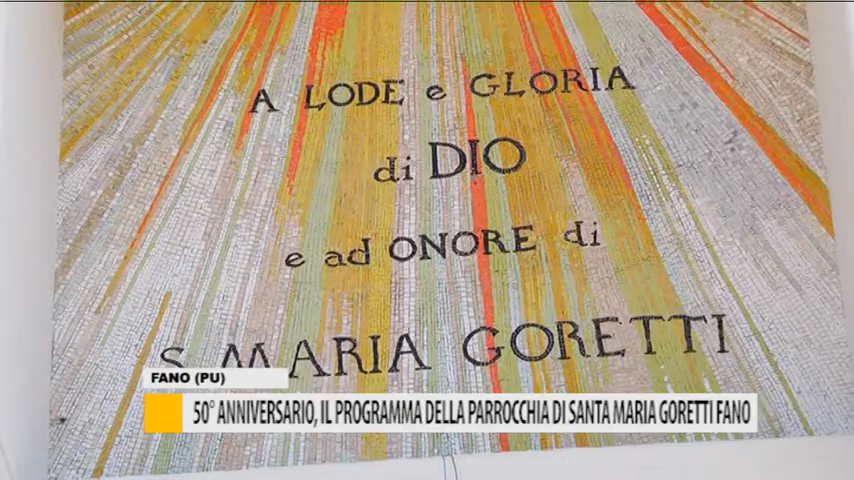 A LODE e GLORIA
di DIO
e ad ONORE di
S. MARIA GORETTI
FANO (PU)
50° ANNIVERSARIO, IL PROGRAMMA DELLA PARROCCHIA DI SANTA MARIA GORETTI FANO